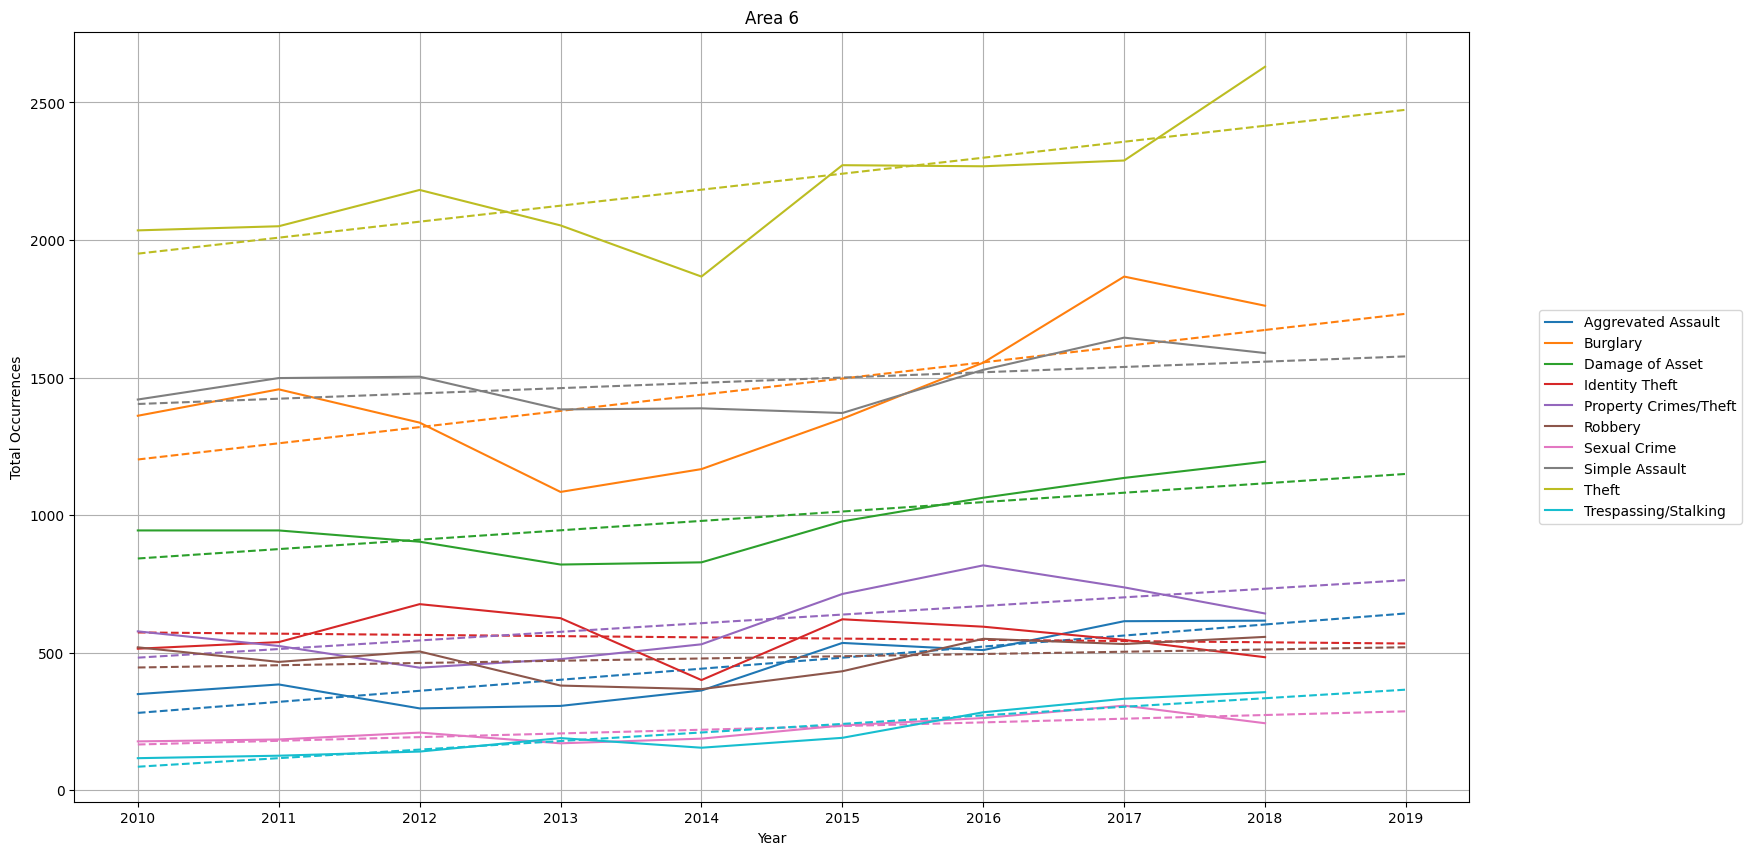 Area 6
2500
2000
1500
1000
500
0
Total Occurrences
2010 2011 2012 2013 2014 2015 2016 2017 2018 2019
Year
Aggrevated Assault
Burglary
Damage of Asset
Identity Theft
Property Crimes/Theft
Robbery
Sexual Crime
Simple Assault
Theft
Trespassing/Stalking